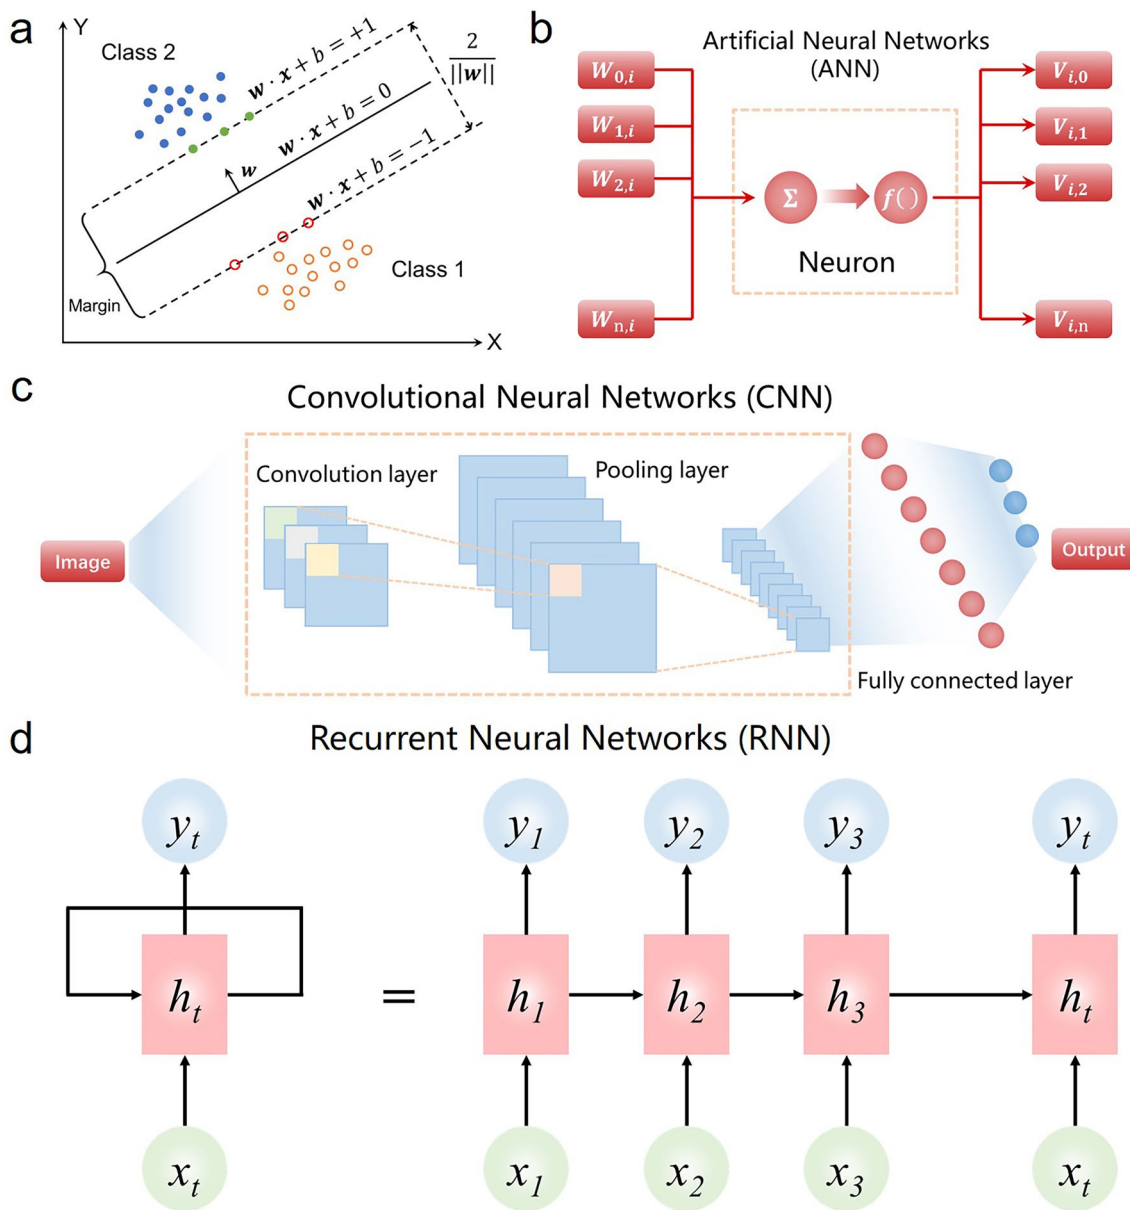 a
Y
Class 2
w · x + b = +1
2
||w||
w · x + b = 0
w
w · x + b = −1
Class 1
Margin
X
b
Artificial Neural Networks
(ANN)
W0,i
W1,i
W2,i
Wn,i
Σ
f( )
Neuron
Vi,0
Vi,1
Vi,2
Vi,n
c
Convolutional Neural Networks (CNN)
Convolution layer
Pooling layer
Image
Output
Fully connected layer
d
Recurrent Neural Networks (RNN)
yt
y1
y2
y3
yt
ht
=
h1
h2
h3
ht
xt
x1
x2
x3
xt